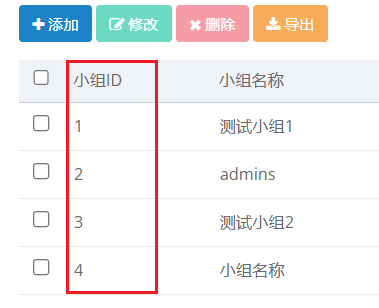 添加 修改 删除 导出
小组ID 小组名称
1 测试小组1
2 admins
3 测试小组2
4 小组名称